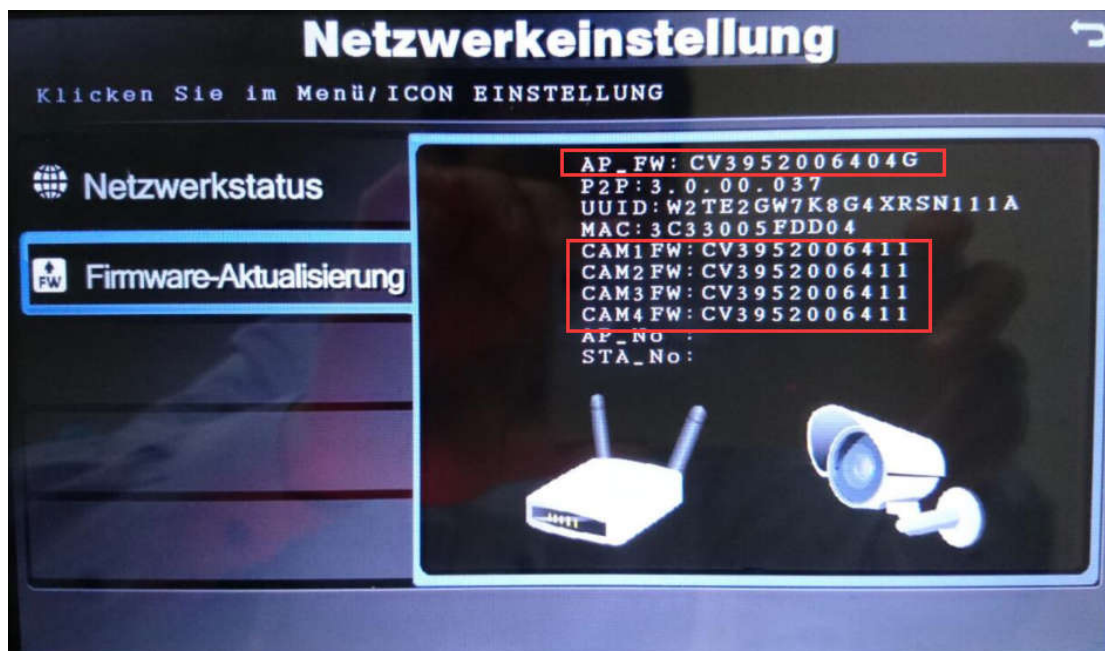 Netzwerkeinstellung
Klicken Sie im Menü/ICON EINSTELLUNG
Netzwerkstatus
FW
Firmware-Aktualisierung
AP_FW: CV3952006404G
P2P:3.0.00.037
UUID:W2TE2GW7K8G4XRSN111A
MAC:3C33005FDD04
CAM1FW:CV3952006411
CAM2FW:CV3952006411
CAM3FW:CV3952006411
CAM4FW:CV3952006411
AP_No :
STA_No: